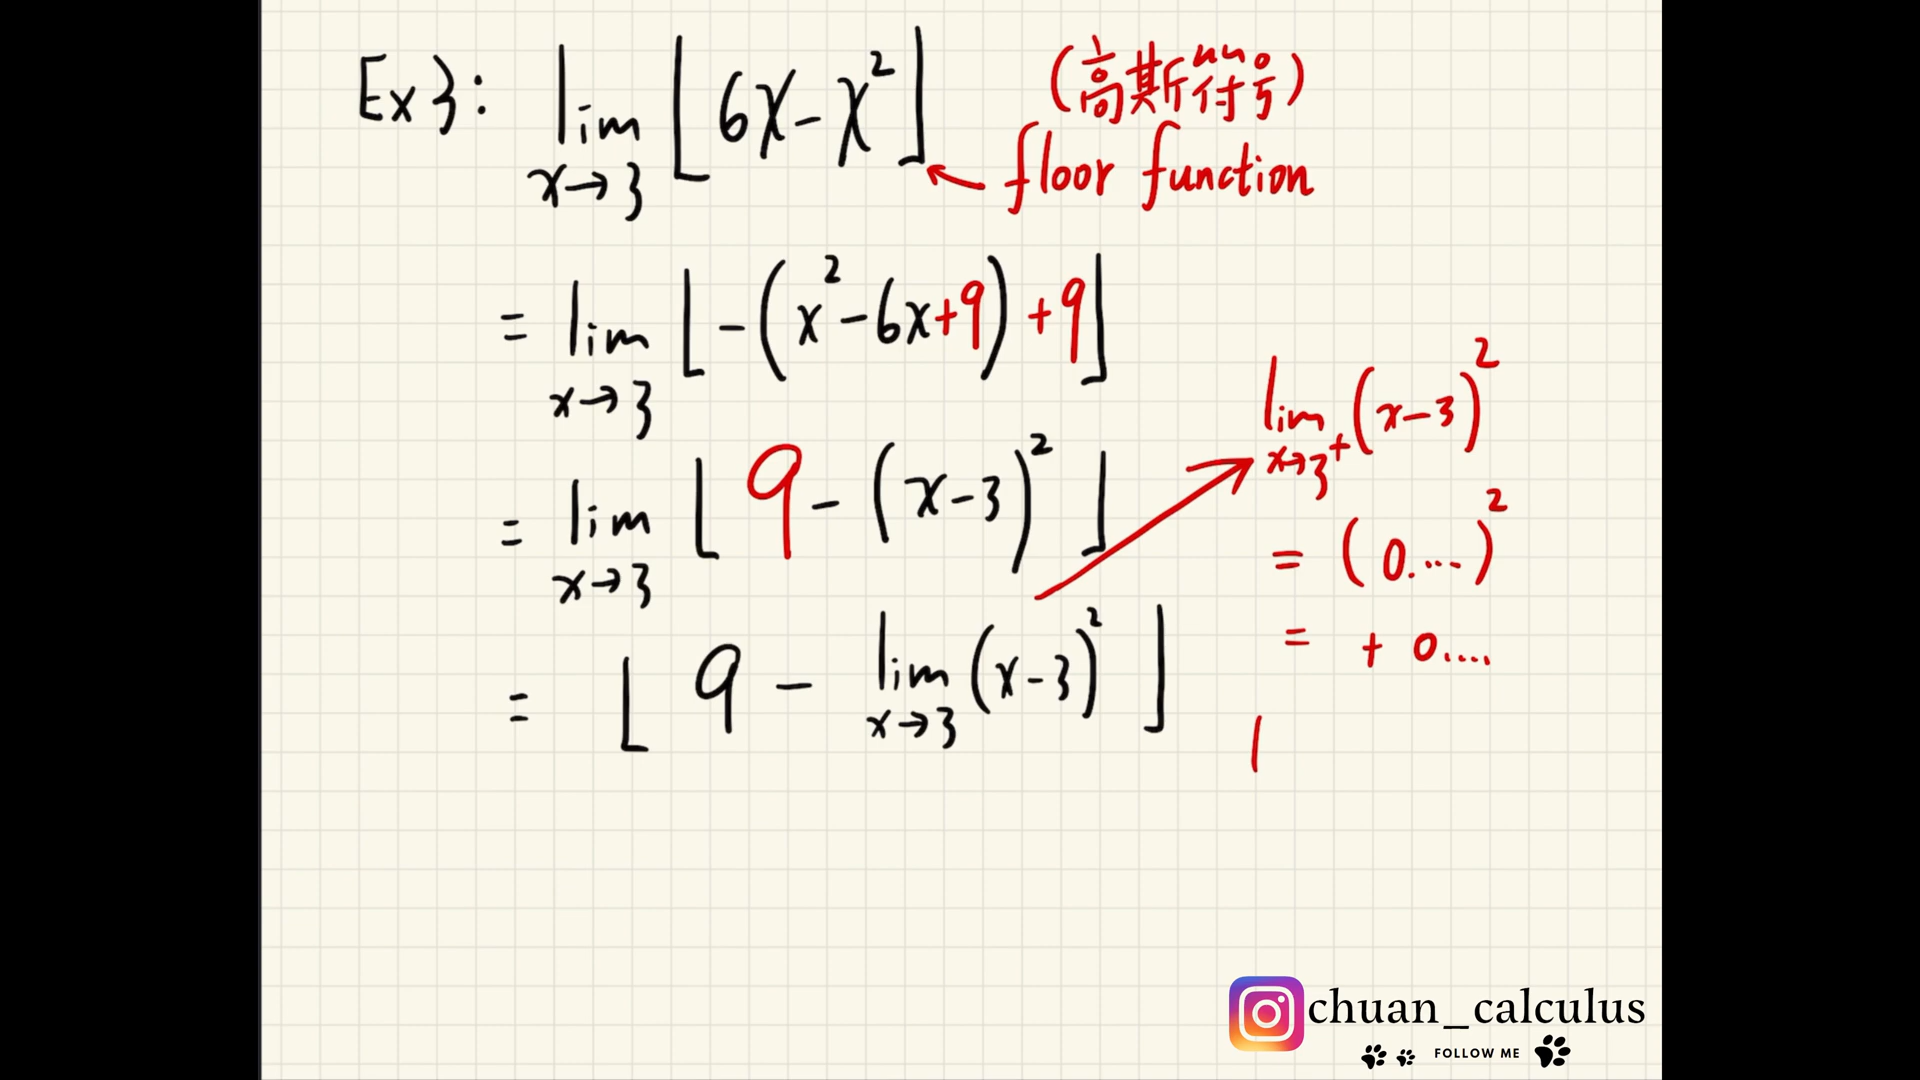 Ex3: lim x→3 ⌊6x-x²⌋ (高斯符号)
← floor function
= lim x→3 ⌊-(x²-6x+9)+9⌋
= lim x→3 ⌊9-(x-3)²⌋
= ⌊9 - lim x→3 (x-3)²⌋
lim x→3⁺ (x-3)²
= (0.....)²
= + 0.....
chuan_calculus
FOLLOW ME